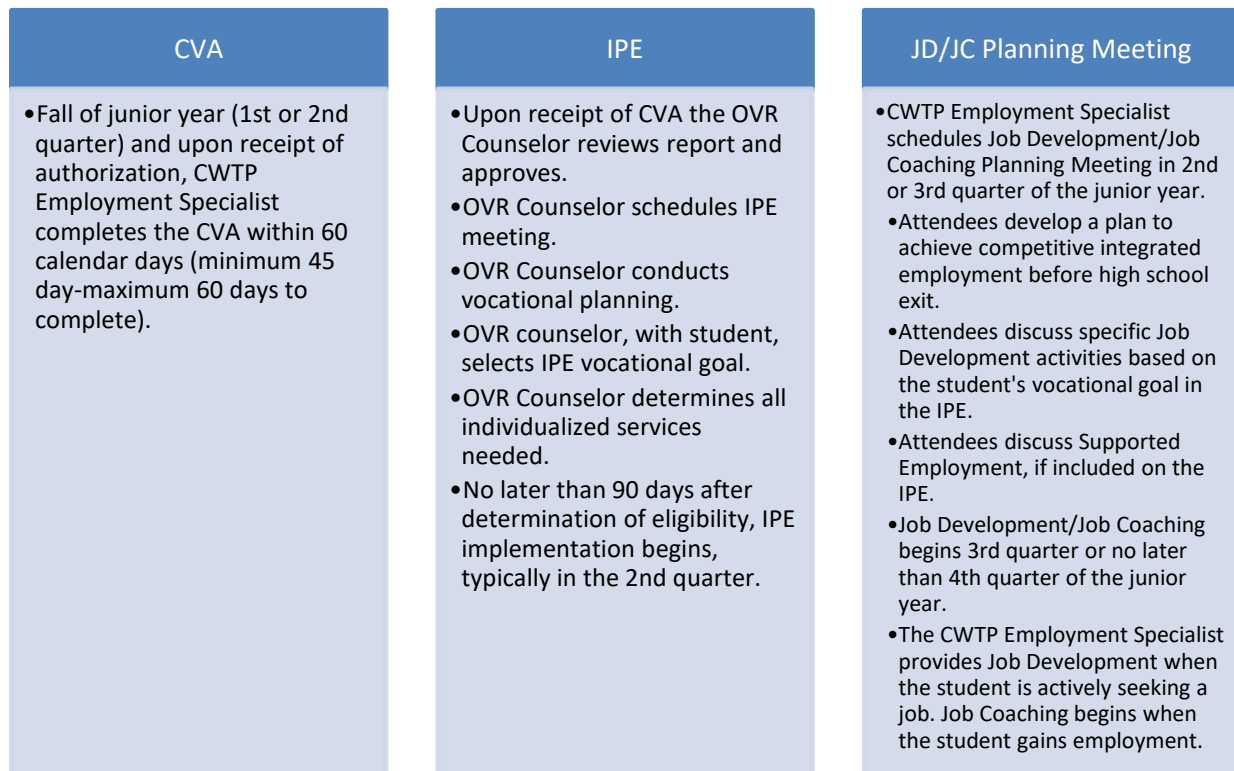 CVA
•Fall of junior year (1st or 2nd
quarter) and upon receipt of
authorization, CWTP
Employment Specialist
completes the CVA within 60
calendar days (minimum 45
day-maximum 60 days to
complete).
IPE
•Upon receipt of CVA the OVR
Counselor reviews report and
approves.
•OVR Counselor schedules IPE
meeting.
•OVR Counselor conducts
vocational planning.
•OVR counselor, with student,
selects IPE vocational goal.
•OVR Counselor determines all
individualized services
needed.
•No later than 90 days after
determination of eligibility, IPE
implementation begins,
typically in the 2nd quarter.
JD/JC Planning Meeting
•CWTP Employment Specialist
schedules Job Development/Job
Coaching Planning Meeting in 2nd
or 3rd quarter of the junior year.
•Attendees develop a plan to
achieve competitive integrated
employment before high school
exit.
•Attendees discuss specific Job
Development activities based on
the student's vocational goal in
the IPE.
•Attendees discuss Supported
Employment, if included on the
IPE.
•Job Development/Job Coaching
begins 3rd quarter or no later
than 4th quarter of the junior
year.
•The CWTP Employment Specialist
provides Job Development when
the student is actively seeking a
job. Job Coaching begins when
the student gains employment.